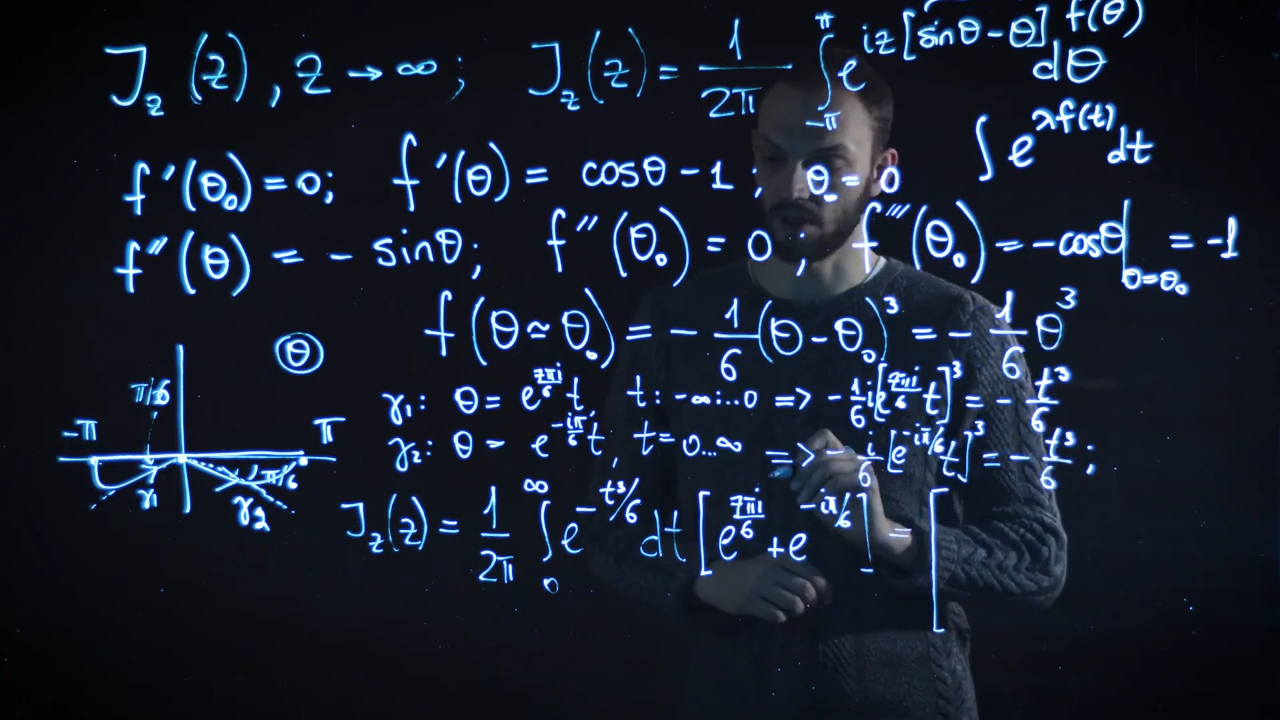 J_z(z), z → ∞; J_z(z) = 1/2π ∫_{-π}^{π} e^{iz[sinθ-θ]} dθ f(θ)
∫ e^{λf(t)} dt
f'(θ₀) = 0; f'(θ) = cosθ - 1; θ₀ = 0
f''(θ) = - sinθ; f''(θ₀) = 0; f'''(θ₀) = -cosθ|_{θ=θ₀} = -1
f(θ ≃ θ₀) = - 1/6 (θ - θ₀)³ = - 1/6 θ³
θ
-π π
γ₁ γ₂ π/6
γ₁: θ = e^{7πi/6} t t: -∞...0 => - 1/6 i[e^{7πi/6} t]³ = - t³/6
γ₂: θ = e^{-iπ/6} t, t = 0...∞ => - i/6 [e^{-iπ/6} t]³ = - t³/6;
J_z(z) = 1/2π ∫_0^∞ e^{-t³/6} dt [e^{7πi/6} + e^{-iπ/6}] = [